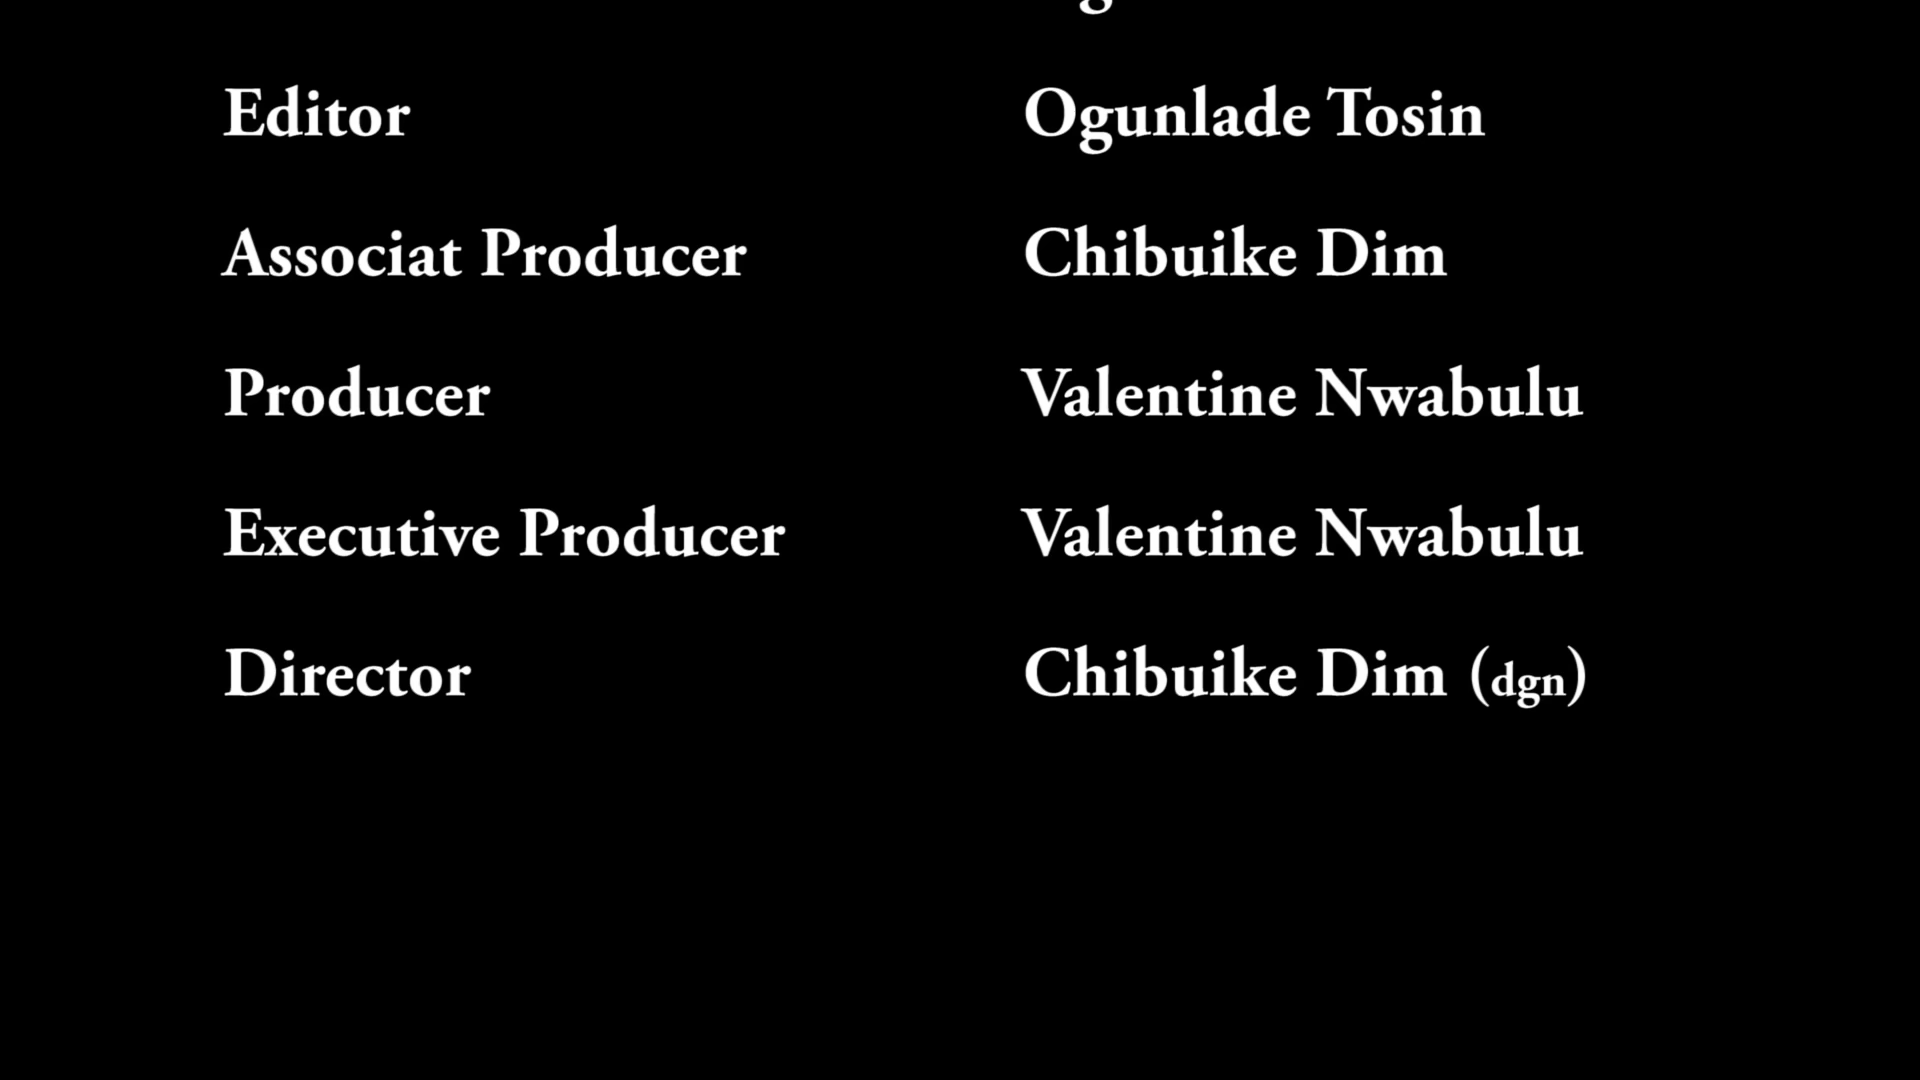 Editor Ogunlade Tosin
Associat Producer Chibuike Dim
Producer Valentine Nwabulu
Executive Producer Valentine Nwabulu
Director Chibuike Dim (dgn)